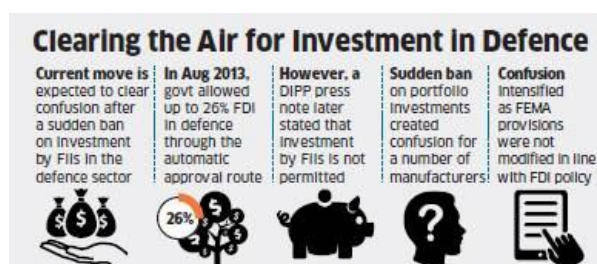 Clearing the Air for Investment in Defence
Current move is
expected to clear
confusion after
a sudden ban
on investment
by FIIs in the
defence sector
In Aug 2013,
govt allowed
up to 26% FDI
in defence
through the
automatic
approval route
However, a
DIPP press
note later
stated that
investment
by FIIs is not
permitted
Sudden ban
on portfolio
investments
created
confusion for
a number of
manufacturers
Confusion
intensified
as FEMA
provisions
were not
modified in line
with FDI policy
$ $ $
26%
$
?